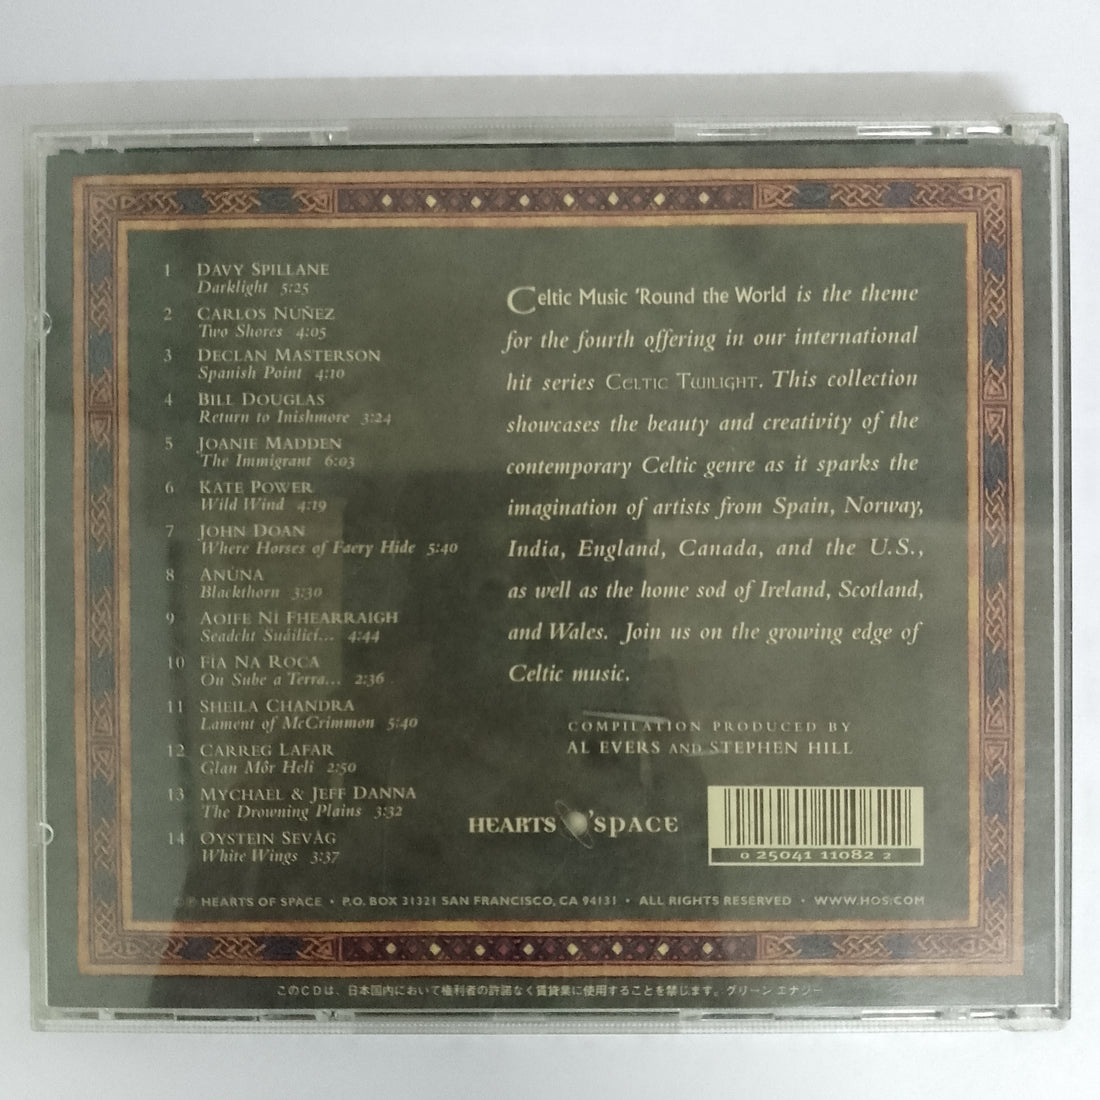 1 DAVY SPILLANE
Darklight 5:25
2 CARLOS NUÑEZ
Two Shores 4:05
3 DECLAN MASTERSON
Spanish Point 4:10
4 BILL DOUGLAS
Return to Inishmore 3:24
5 JOANIE MADDEN
The Immigrant 6:03
6 KATE POWER
Wild Wind 4:19
7 JOHN DOAN
Where Horses of Faery Hide 5:40
8 ANÚNA
Blackthorn 3:30
9 AOIFE NÍ FHEARRAIGH
Seadcht Suáilicí... 4:44
10 FÍA NA ROCA
Ou Sube a Terra... 2:36
11 SHEILA CHANDRA
Lament of McCrimmon 5:40
12 CARREG LAFAR
Glan Môr Heli 2:50
13 MYCHAEL & JEFF DANNA
The Drowning Plains 3:32
14 OYSTEIN SEVÅG
White Wings 3:37
Celtic Music 'Round the World is the theme
for the fourth offering in our international
hit series CELTIC TWILIGHT. This collection
showcases the beauty and creativity of the
contemporary Celtic genre as it sparks the
imagination of artists from Spain, Norway,
India, England, Canada, and the U.S.,
as well as the home sod of Ireland, Scotland,
and Wales. Join us on the growing edge of
Celtic music.
COMPILATION PRODUCED BY
AL EVERS AND STEPHEN HILL
HEARTS O'SPACE
0 25041 11082 2
©℗ HEARTS OF SPACE • P.O. BOX 31321 SAN FRANCISCO, CA 94131 • ALL RIGHTS RESERVED • WWW.HOS.COM
このCDは、日本国内において権利者の許諾なく賃貸業に使用することを禁じます。グリーン エナジー